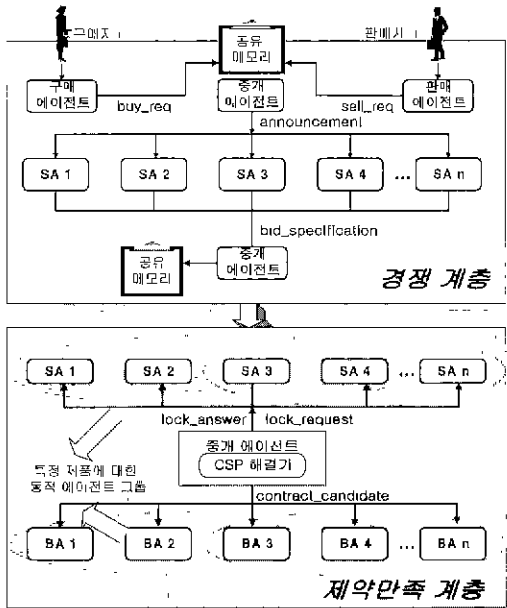 구매자
공유
메모리
판매자
구매
에이전트
buy_req
중개
에이전트
sell_req
판매
에이전트
announcement
SA 1
SA 2
SA 3
SA 4
...
SA n
bid_specification
공유
메모리
중개
에이전트
경쟁 계층
SA 1
SA 2
SA 3
SA 4
...
SA n
lock_answer
lock_request
중개 에이전트
CSP 해결기
특정 제품에 대한
동적 에이전트 그룹
contract_candidate
BA 1
BA 2
BA 3
BA 4
...
BA n
제약만족 계층